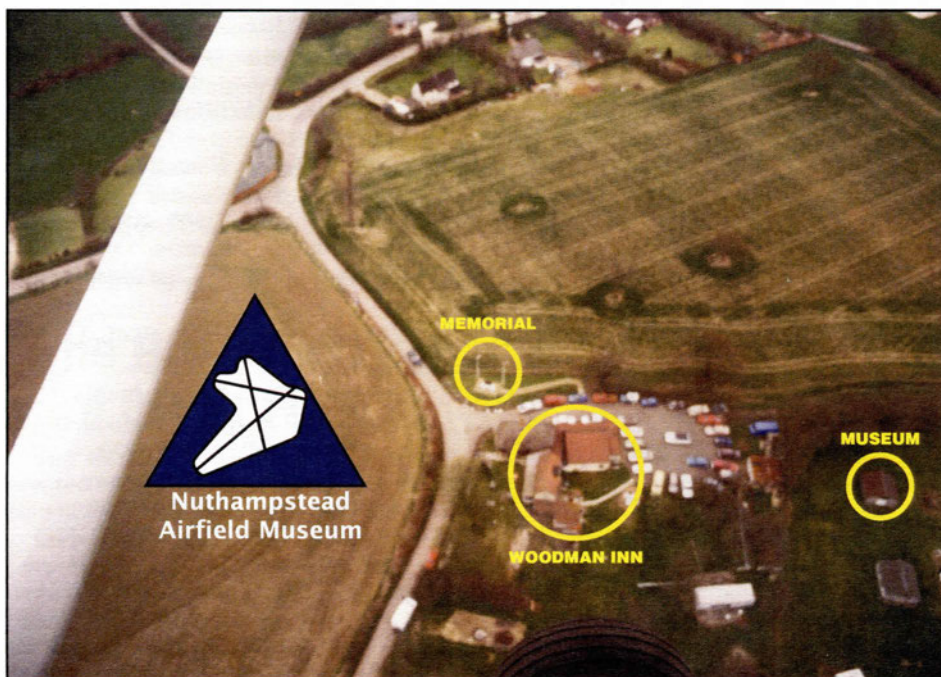 MEMORIAL
MUSEUM
Nuthampstead
Airfield Museum
WOODMAN INN